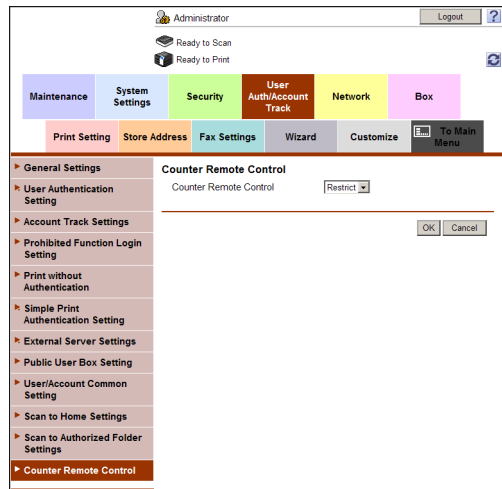 Administrator
Logout
?
Ready to Scan
Ready to Print
Maintenance
System
Settings
Security
User
Auth/Account
Track
Network
Box
Print Setting
Store Address
Fax Settings
Wizard
Customize
To Main
Menu
General Settings
User Authentication
Setting
Account Track Settings
Prohibited Function Login
Setting
Print without
Authentication
Simple Print
Authentication Setting
External Server Settings
Public User Box Setting
User/Account Common
Setting
Scan to Home Settings
Scan to Authorized Folder
Settings
Counter Remote Control
Counter Remote Control
Counter Remote Control
Restrict
OK
Cancel